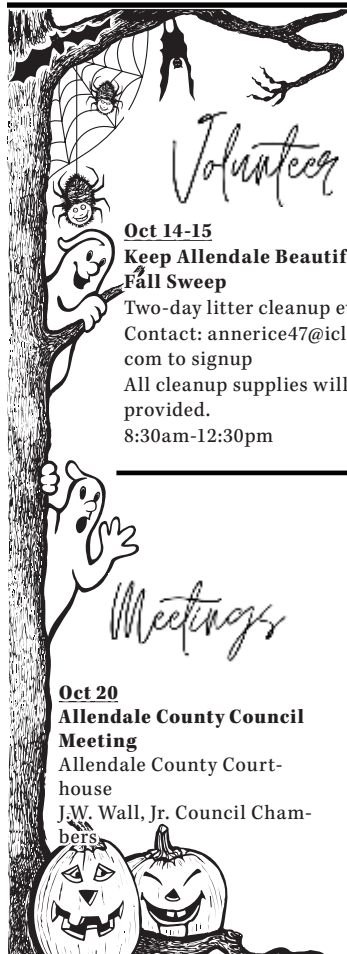 Volunteer
Oct 14-15
Keep Allendale Beautif
Fall Sweep
Two-day litter cleanup e
Contact: annerice47@icl
com to signup
All cleanup supplies will
provided.
8:30am-12:30pm
Meetings
Oct 20
Allendale County Council
Meeting
Allendale County Court-
house
J.W. Wall, Jr. Council Cham-
bers